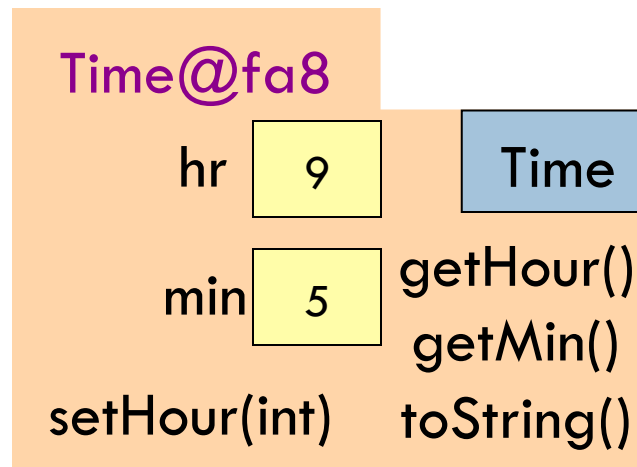 Time@fa8
hr 9 Time
min 5 getHour()
getMin()
setHour(int) toString()